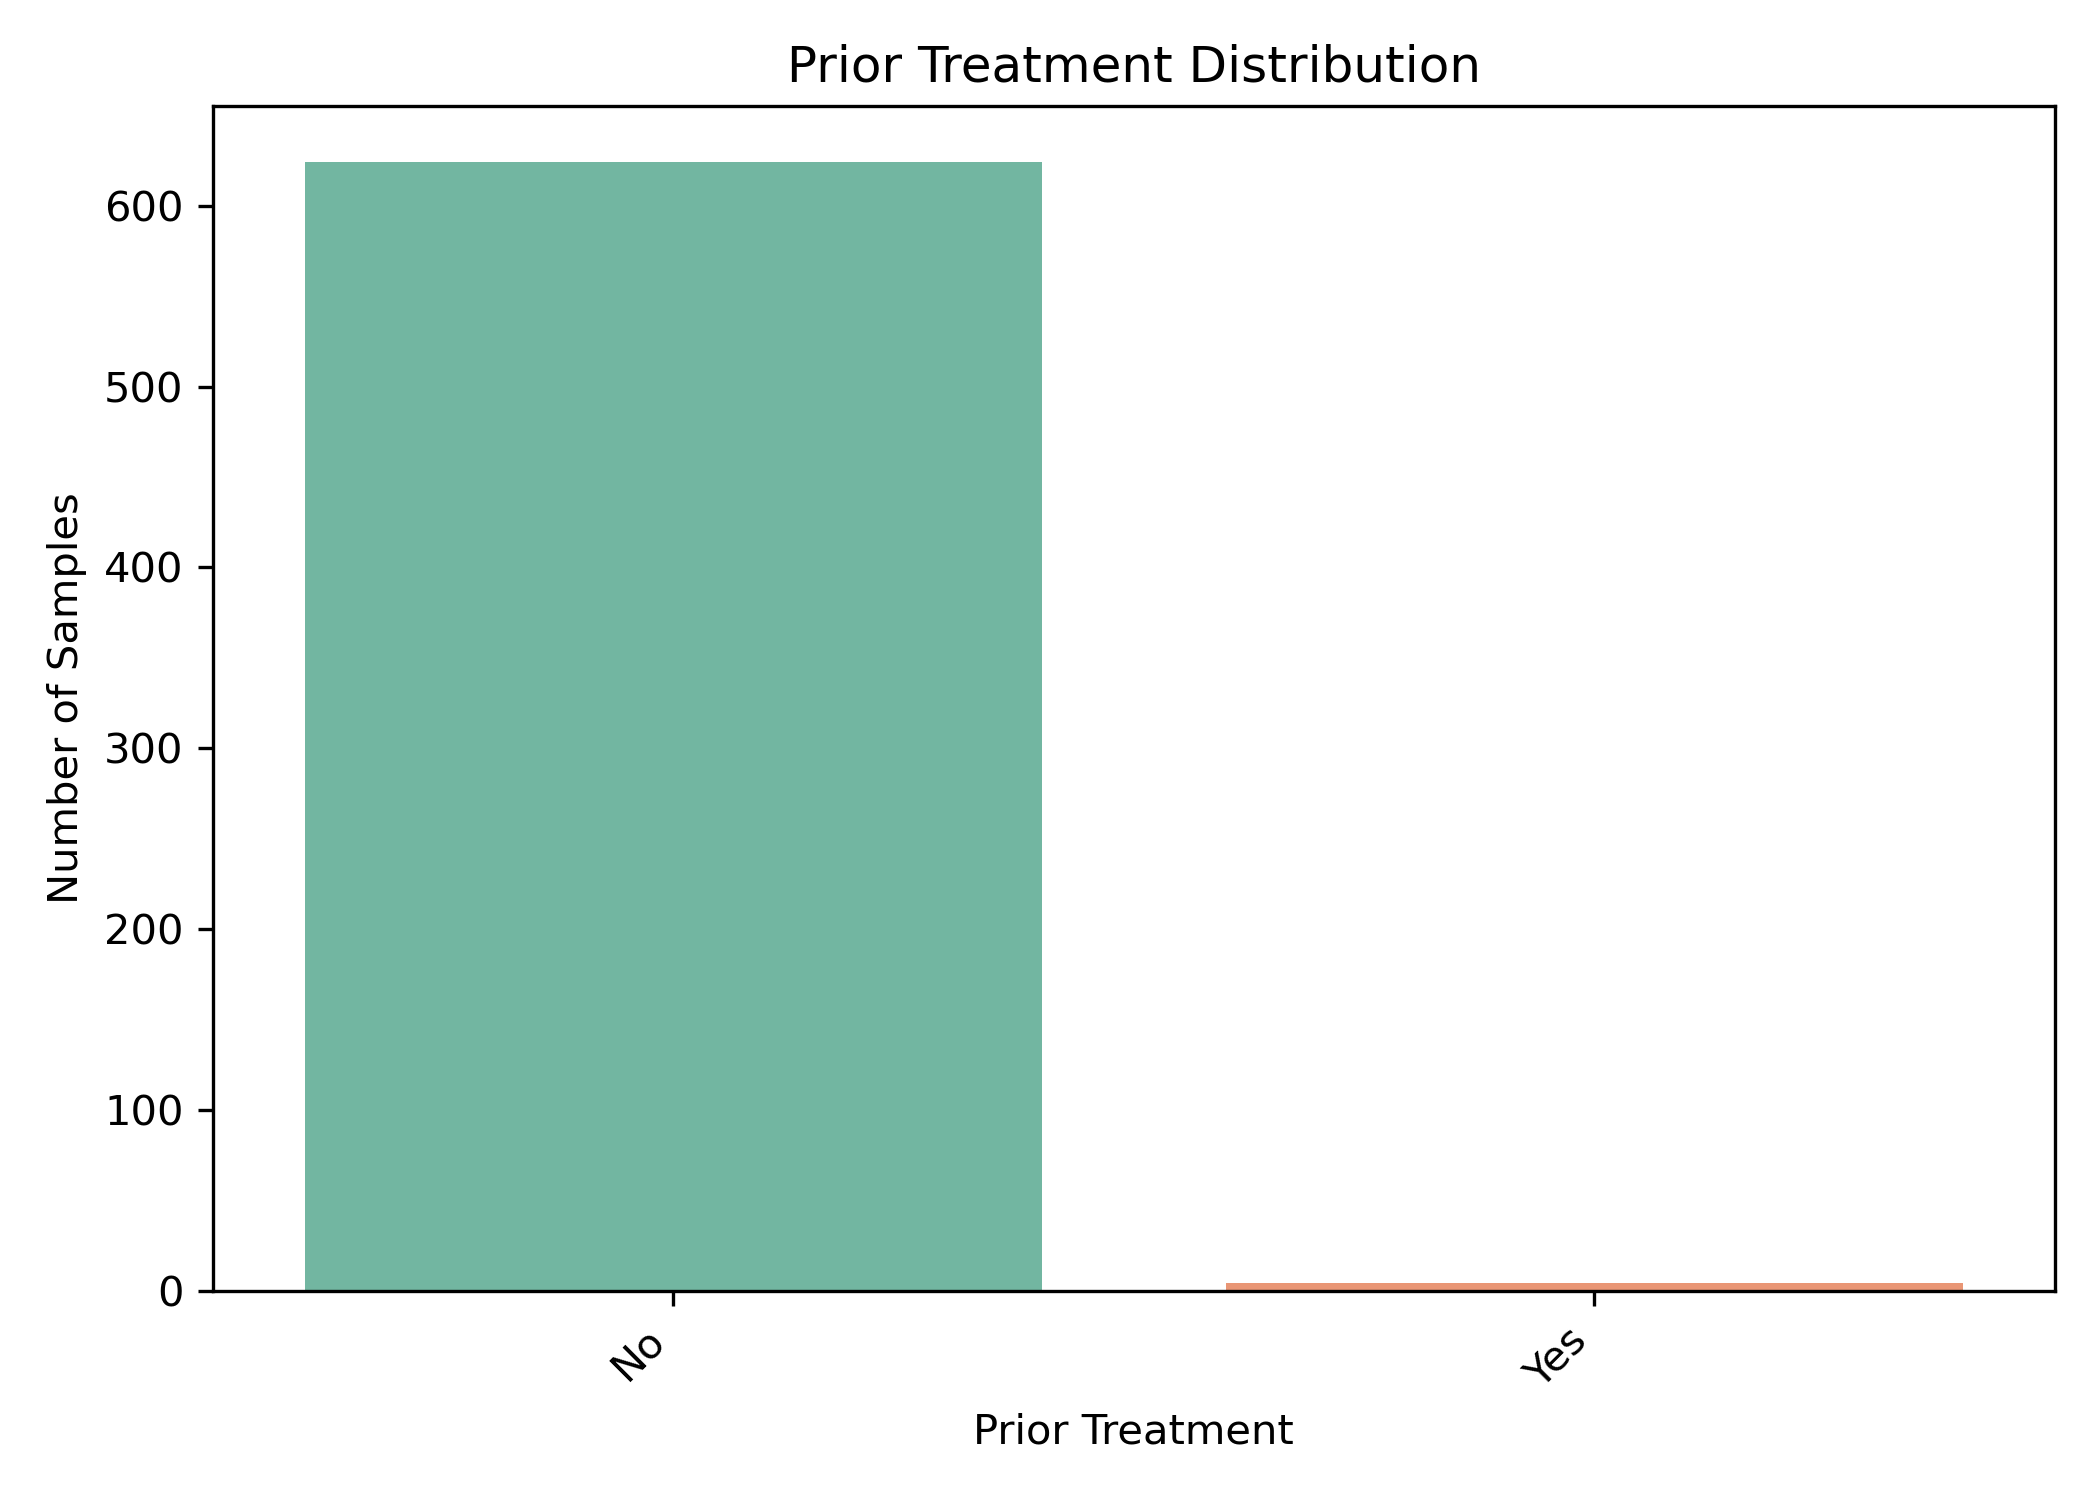 Prior Treatment Distribution
Number of Samples
600
500
400
300
200
100
0
No
Yes
Prior Treatment